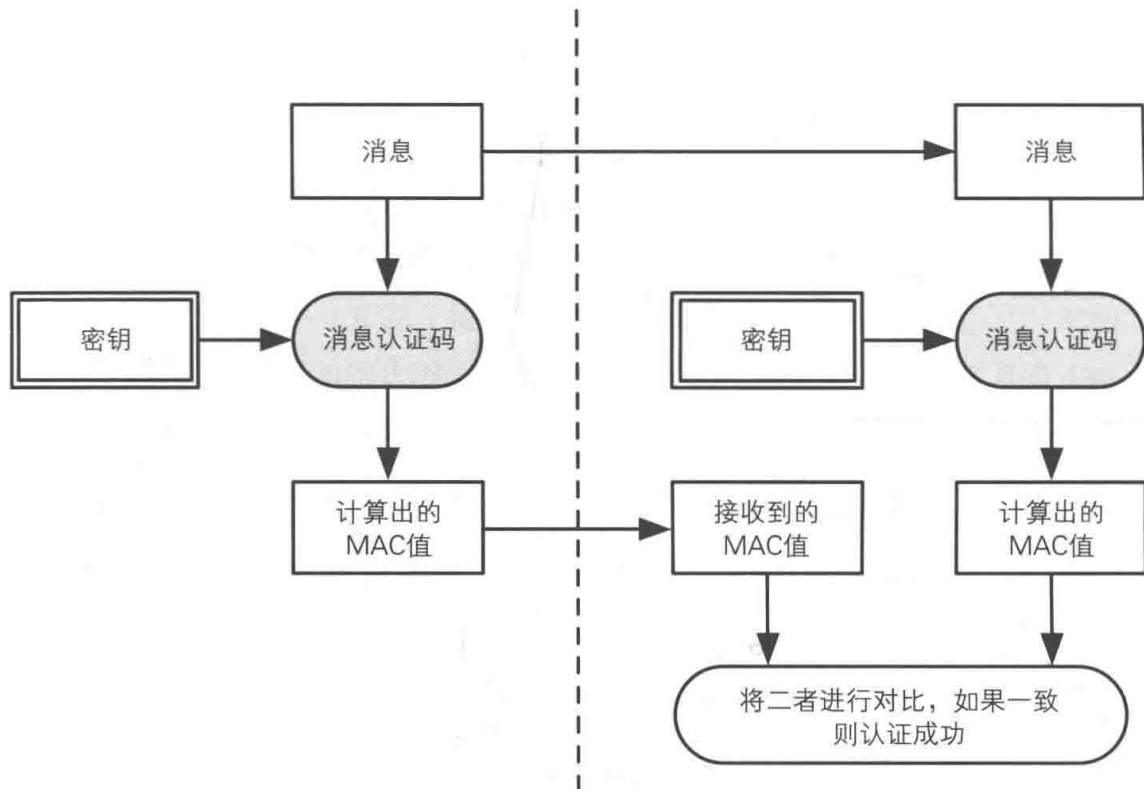 消息
消息
密钥
消息认证码
密钥
消息认证码
计算出的
MAC值
接收到的
MAC值
计算出的
MAC值
将二者进行对比，如果一致
则认证成功